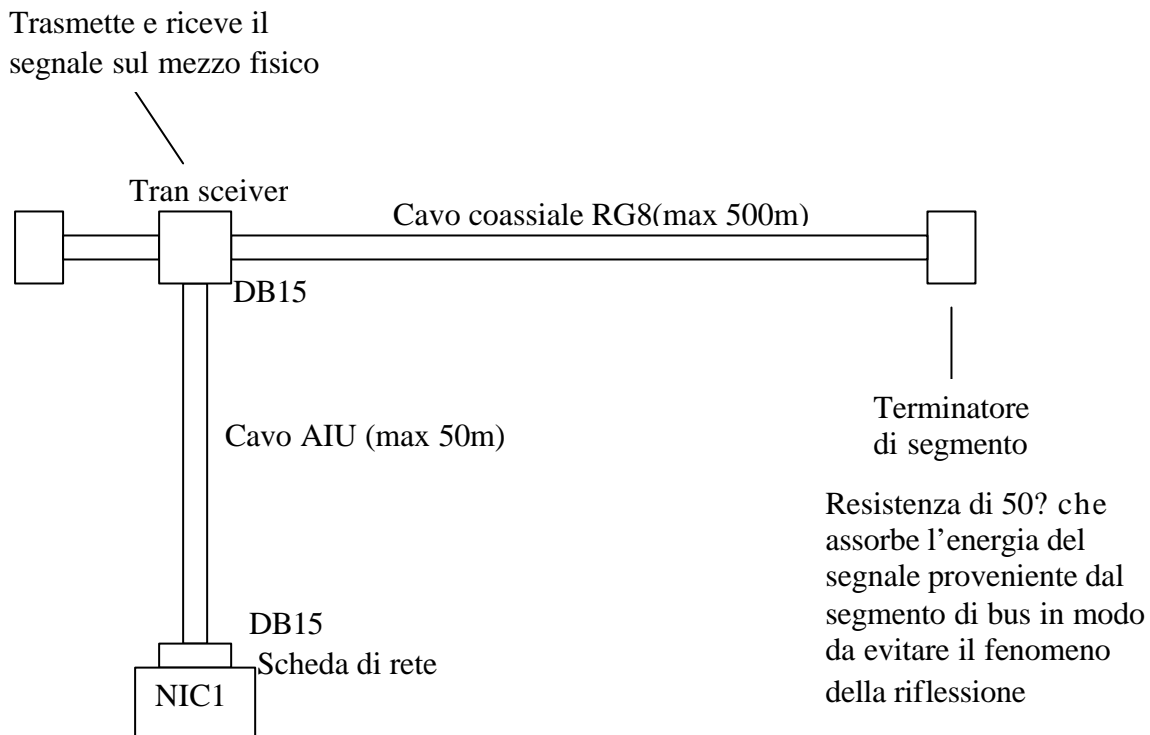 Trasmette e riceve il
segnale sul mezzo fisico
Tran sceiver
Cavo coassiale RG8(max 500m)
DB15
Cavo AIU (max 50m)
Terminatore
di segmento
Resistenza di 50? che
assorbe l’energia del
segnale proveniente dal
segmento di bus in modo
da evitare il fenomeno
della riflessione
DB15
Scheda di rete
NIC1